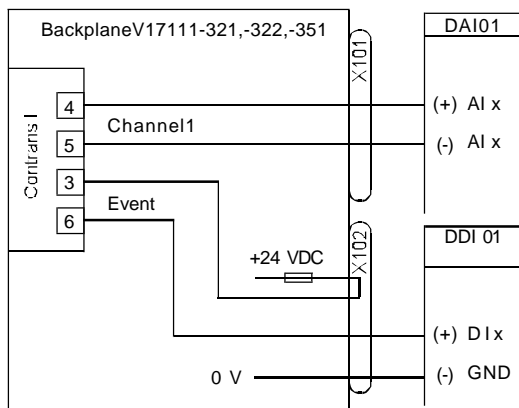 BackplaneV17111-321,-322,-351
DAI01
X101
Contrans I
4
(+) AI x
Channel1
5
(-) AI x
3
Event
6
X102
DDI 01
+24 VDC
(+) DIx
0 V
(-) GND